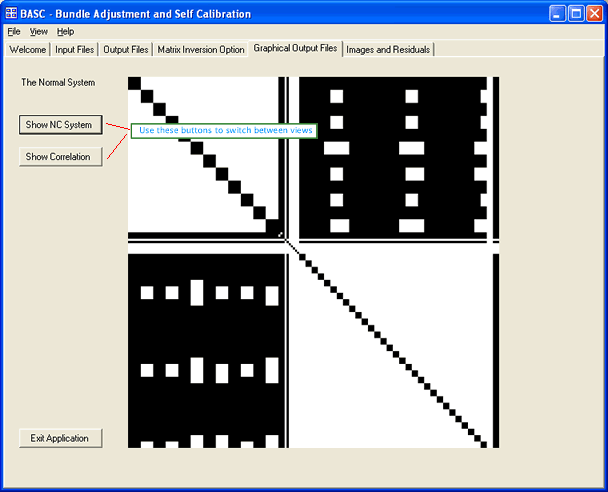 BASC - Bundle Adjustment and Self Calibration
File View Help
Welcome Input Files Output Files Matrix Inversion Option Graphical Output Files Images and Residuals
The Normal System
Show NC System
Use these buttons to switch between views
Show Correlation
Exit Application